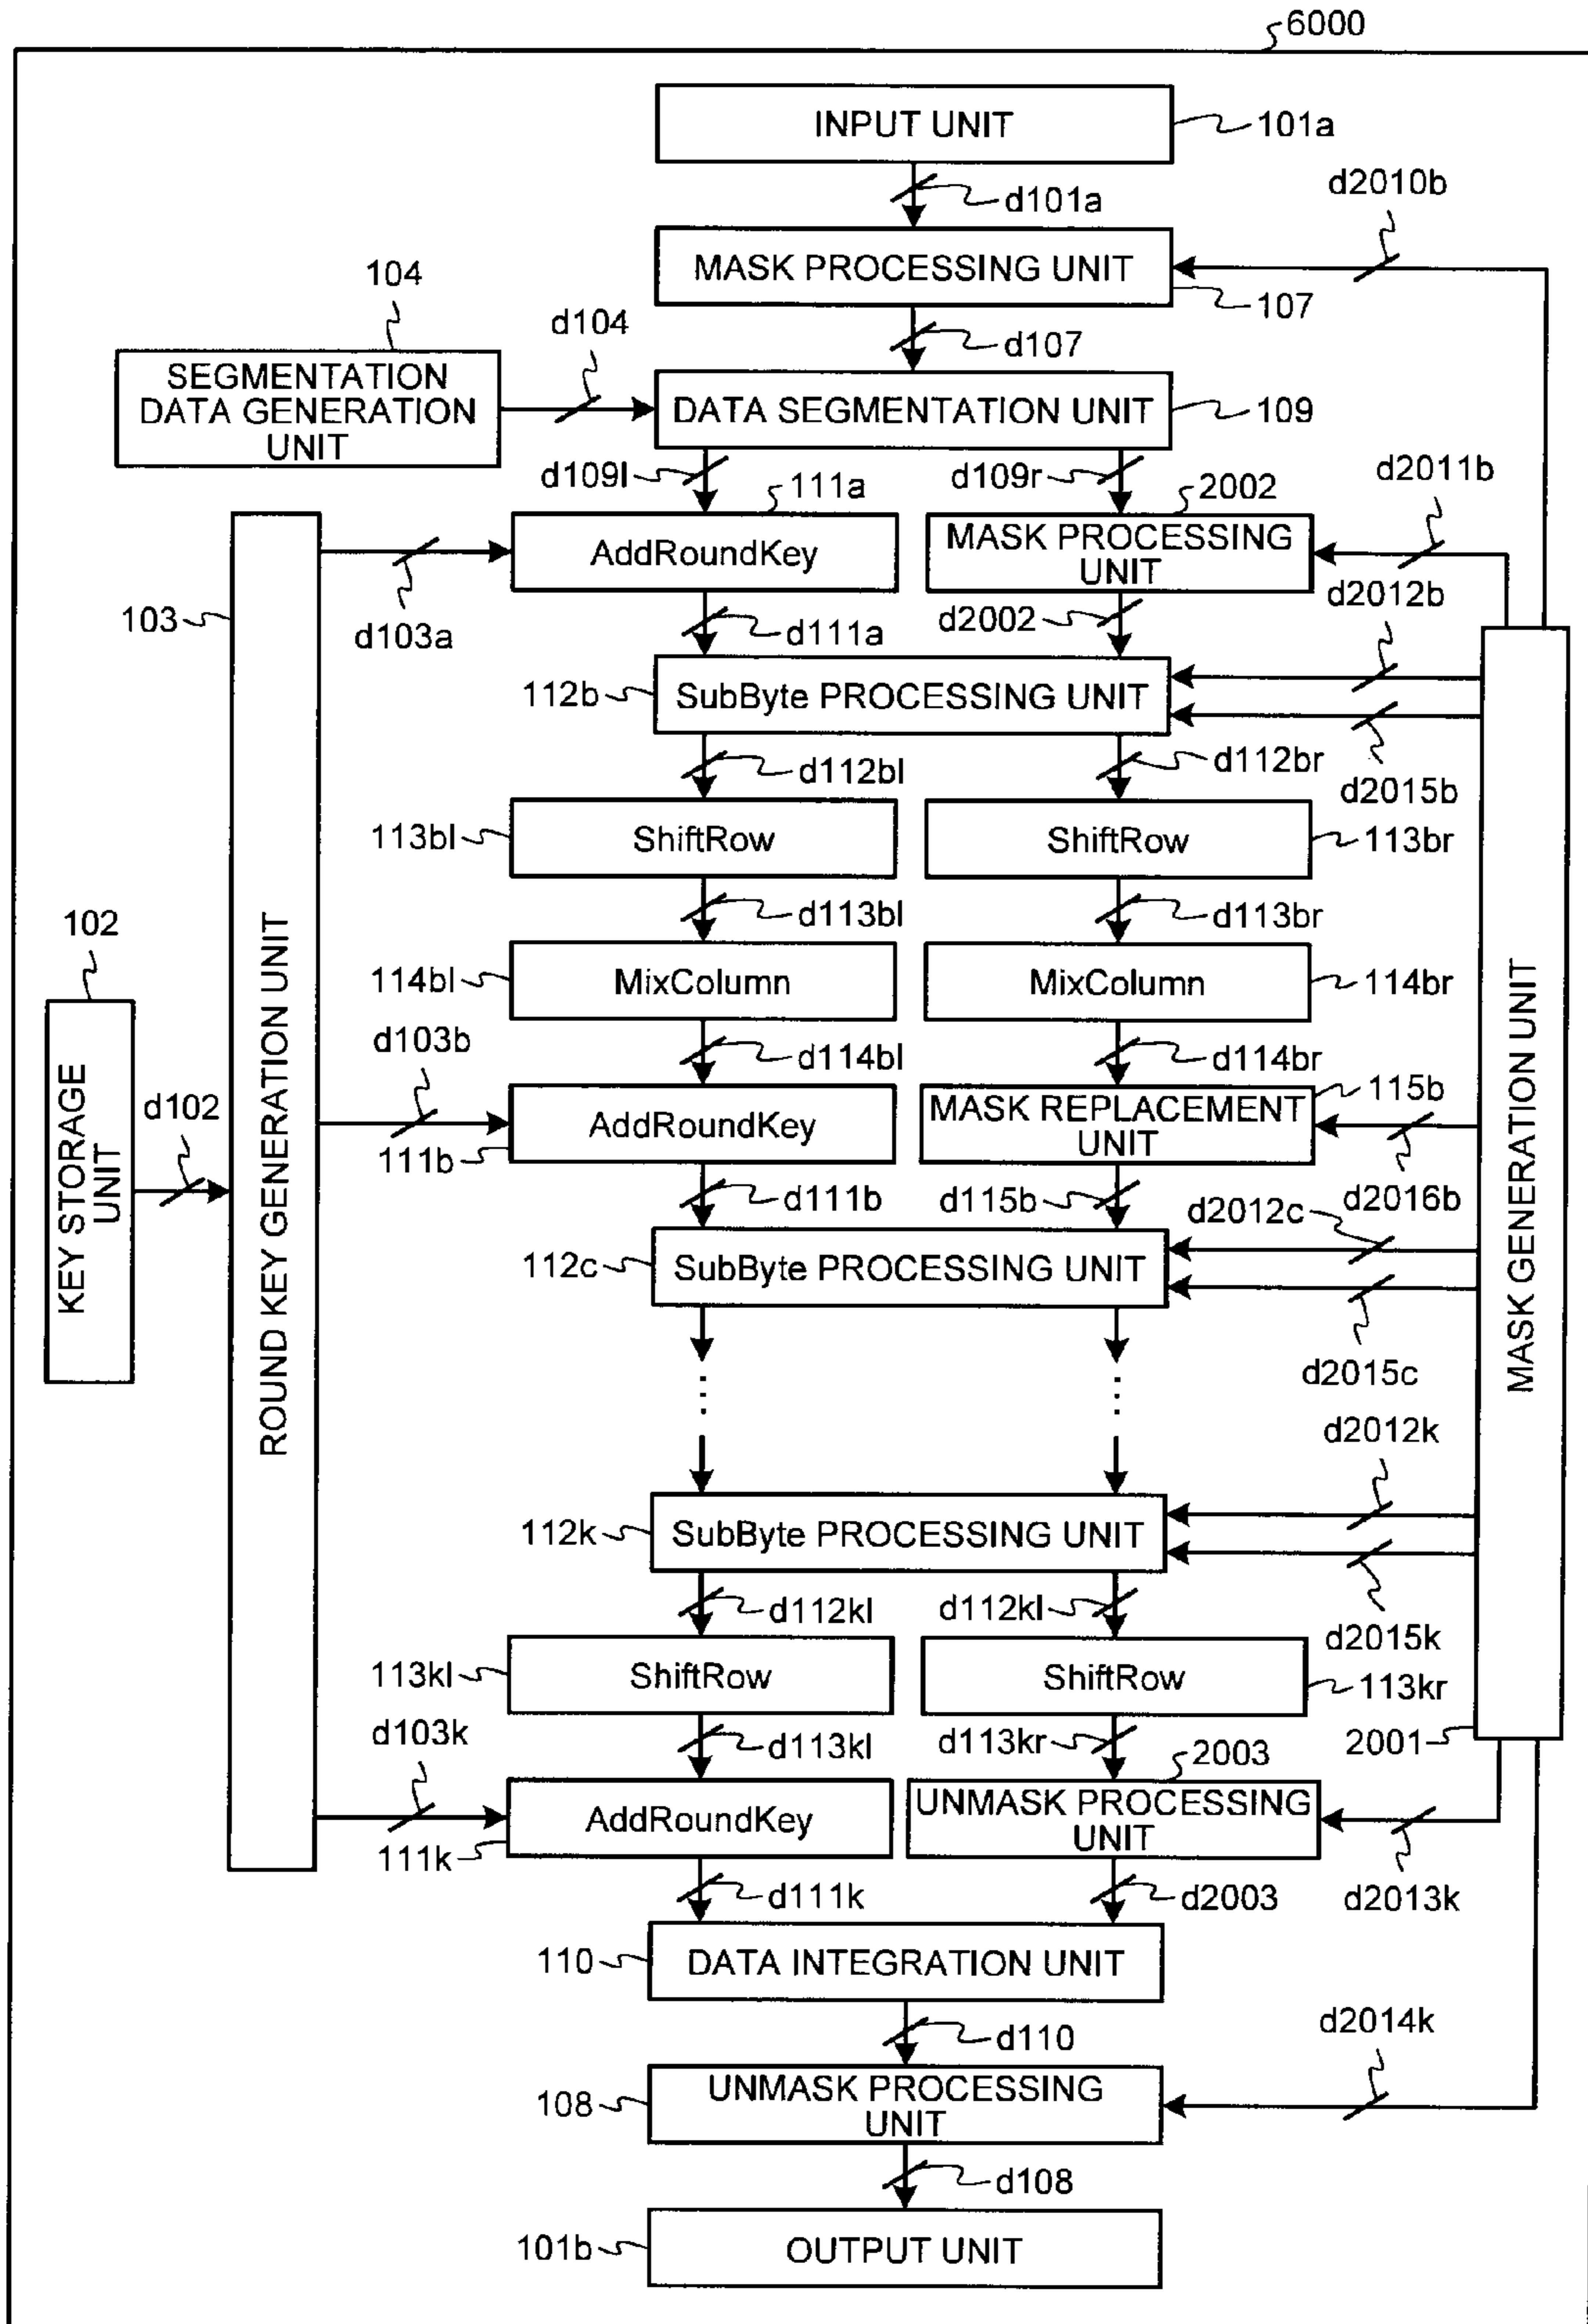 6000
INPUT UNIT
101a
d101a
d2010b
MASK PROCESSING UNIT
107
104
d104
d107
SEGMENTATION
DATA GENERATION
UNIT
DATA SEGMENTATION UNIT
109
d109l
d109r
d2011b
111a
2002
AddRoundKey
MASK PROCESSING
UNIT
d2012b
103
d103a
d111a
d2002
112b
SubByte PROCESSING UNIT
d112bl
d112br
d2015b
113bl
ShiftRow
ShiftRow
113br
d113bl
d113br
102
114bl
MixColumn
MixColumn
114br
d103b
d114bl
d114br
115b
KEY STORAGE
UNIT
d102
ROUND KEY GENERATION UNIT
AddRoundKey
MASK REPLACEMENT
UNIT
111b
d111b
d115b
d2012c
d2016b
MASK GENERATION UNIT
112c
SubByte PROCESSING UNIT
d2015c
d2012k
112k
SubByte PROCESSING UNIT
d112kl
d112kl
d2015k
113kl
ShiftRow
ShiftRow
113kr
d103k
d113kl
d113kr
2003
2001
AddRoundKey
UNMASK PROCESSING
UNIT
111k
d111k
d2003
d2013k
110
DATA INTEGRATION UNIT
d110
d2014k
108
UNMASK PROCESSING
UNIT
d108
101b
OUTPUT UNIT